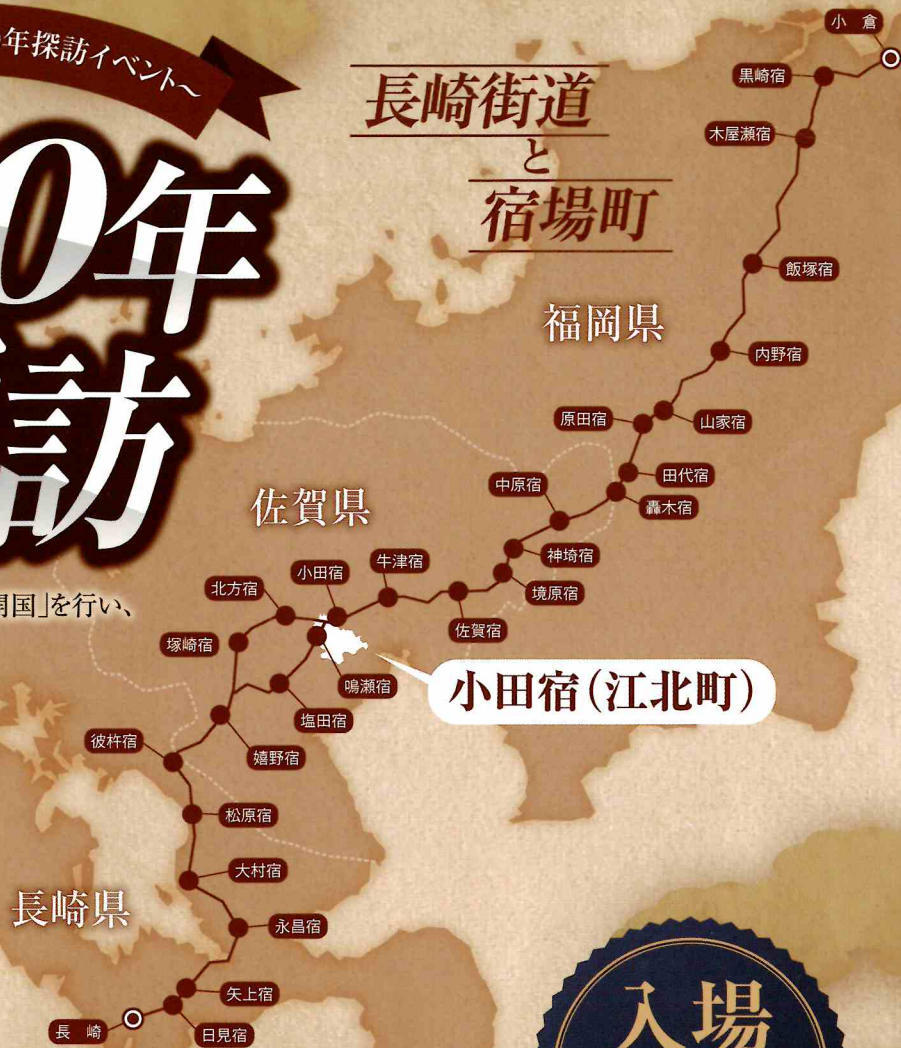 年探訪イベント～
0年
訪
開国」を行い、
長崎街道
と
宿場町
小倉
黒崎宿
木屋瀬宿
飯塚宿
福岡県
内野宿
原田宿
山家宿
田代宿
中原宿
轟木宿
佐賀県
神埼宿
境原宿
牛津宿
小田宿
北方宿
佐賀宿
塚崎宿
鳴瀬宿
小田宿(江北町)
塩田宿
彼杵宿
嬉野宿
松原宿
大村宿
長崎県
永昌宿
矢上宿
長崎
日見宿
入場